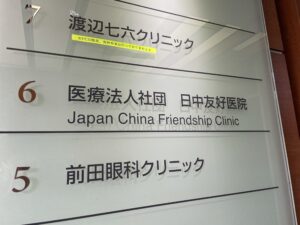 7 渡辺七六クリニック
6 医療法人社団 日中友好医院
Japan China Friendship Clinic
5 前田眼科クリニック